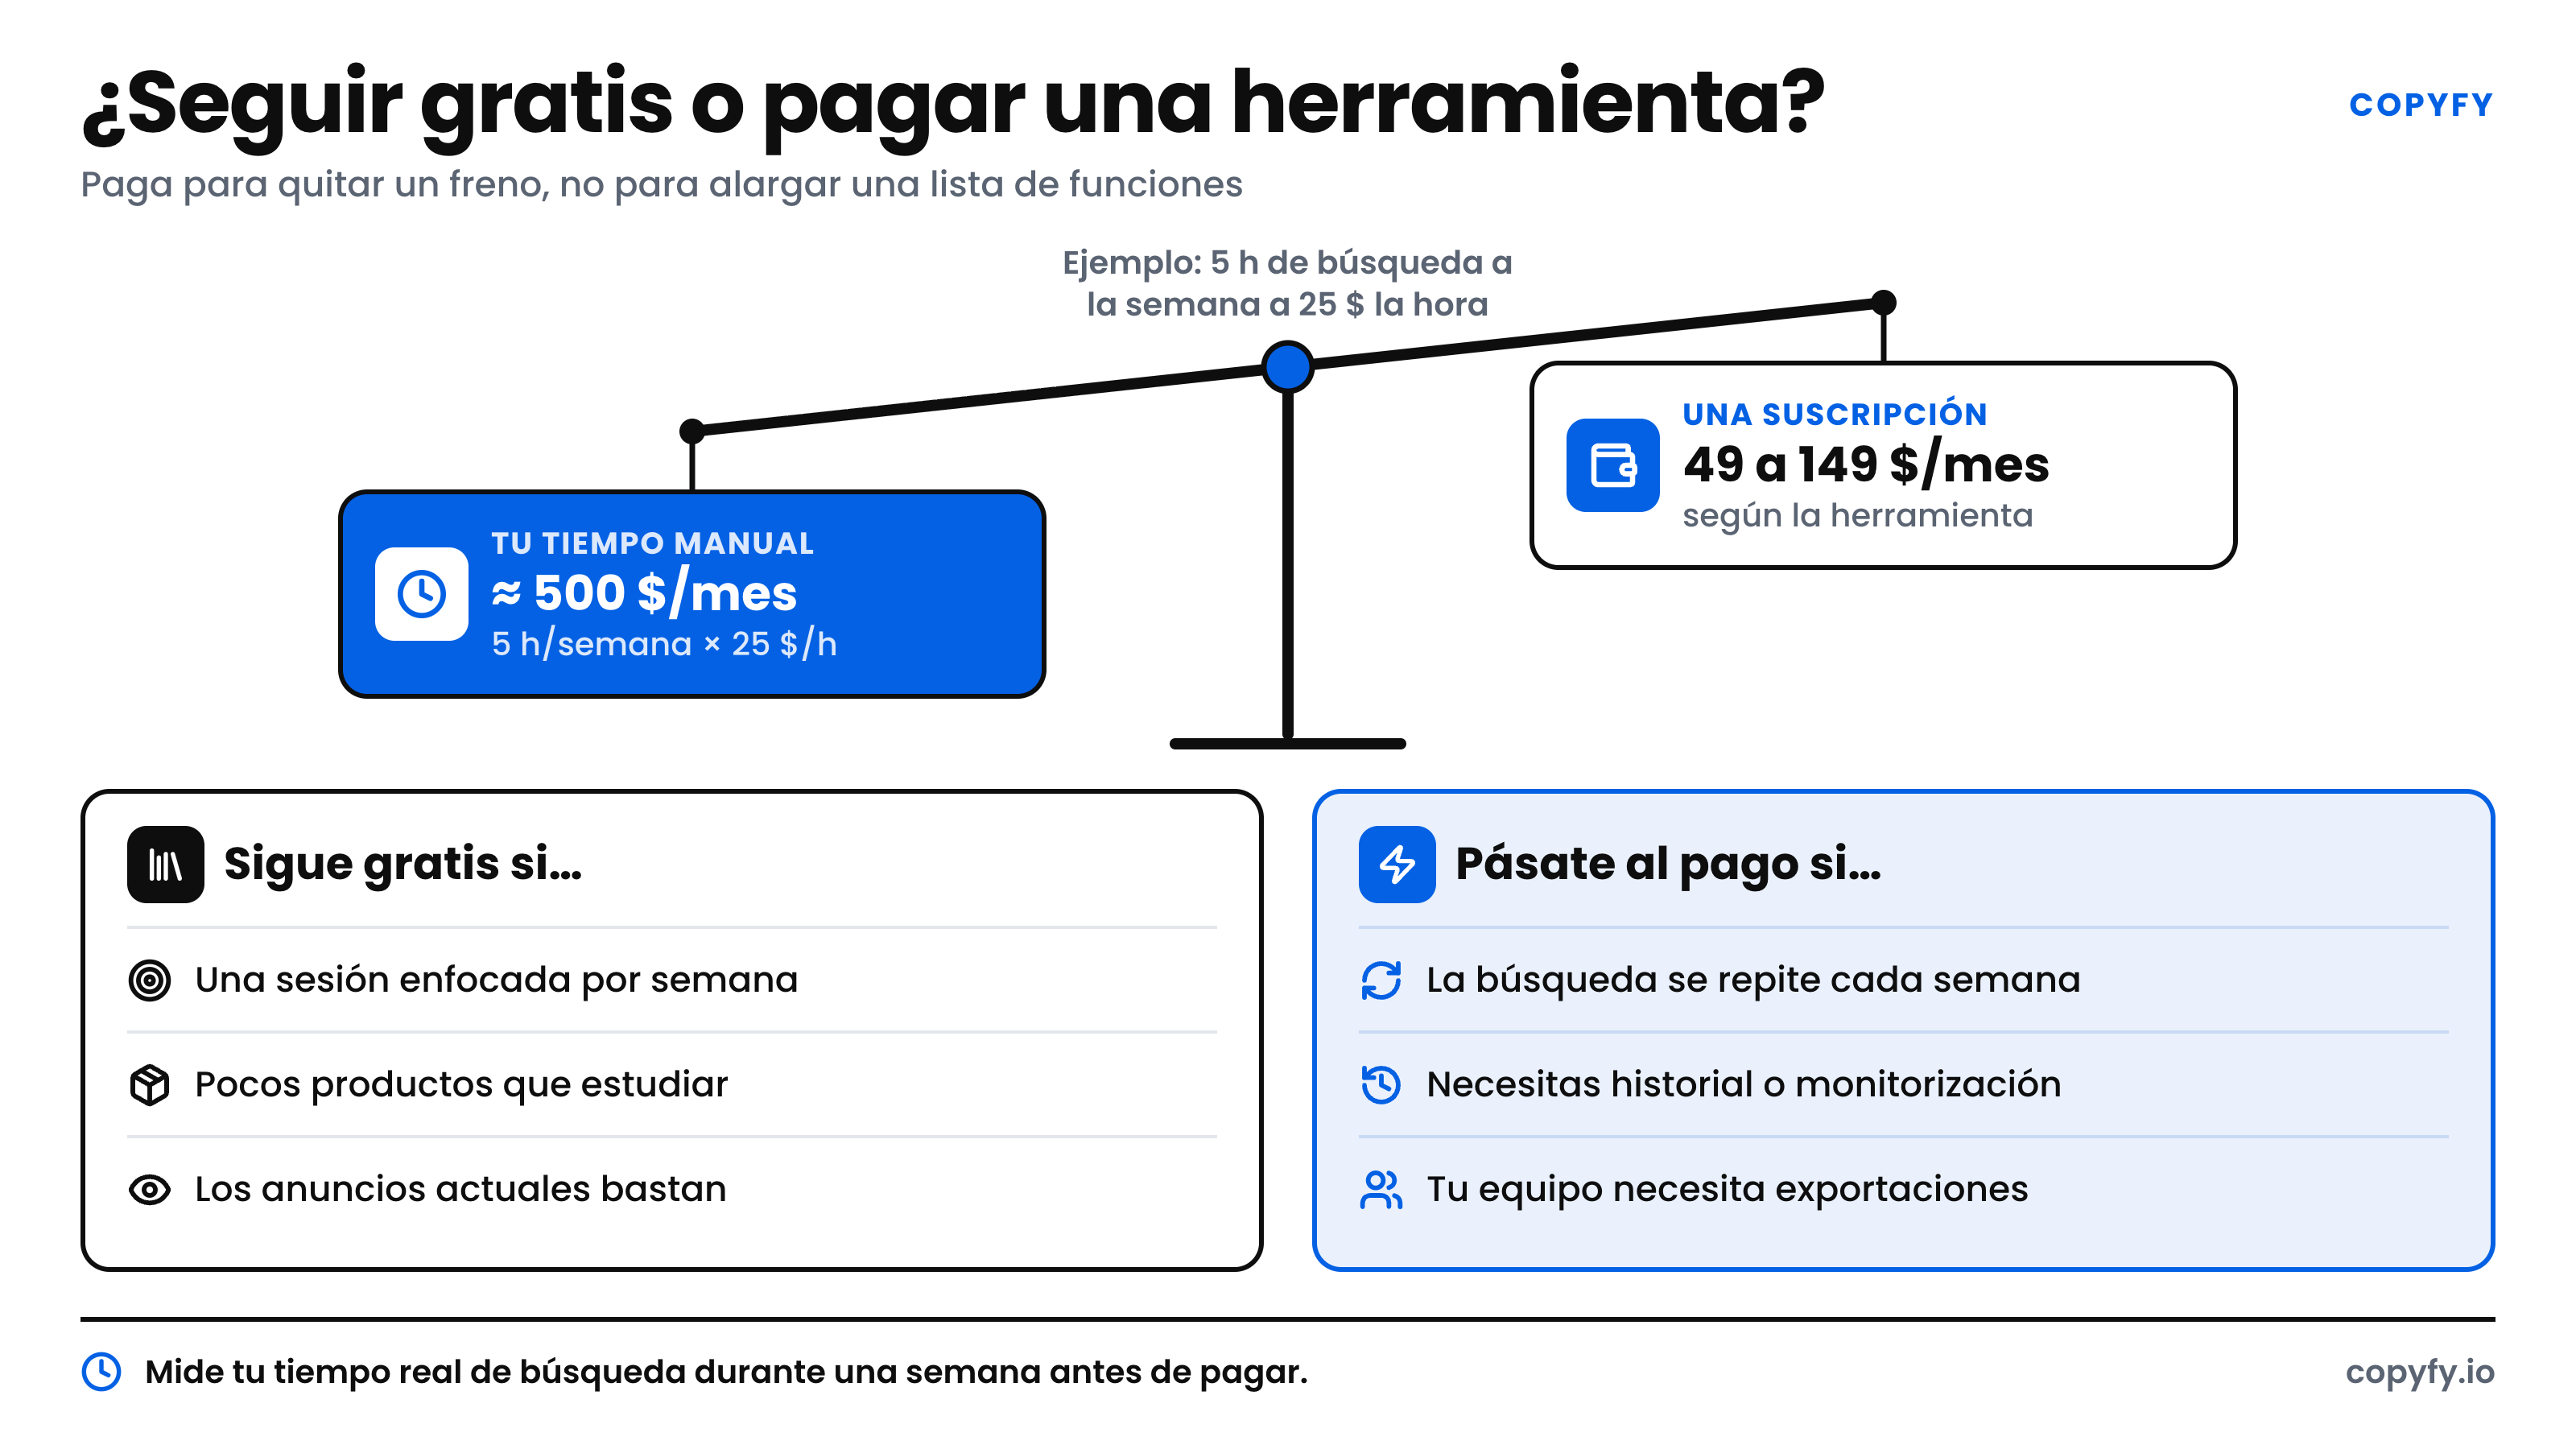 ¿Seguir gratis o pagar una herramienta?
COPYFY
Paga para quitar un freno, no para alargar una lista de funciones
Ejemplo: 5 h de búsqueda a
la semana a 25 $ la hora
UNA SUSCRIPCIÓN
49 a 149 $/mes
según la herramienta
TU TIEMPO MANUAL
≈ 500 $/mes
5 h/semana × 25 $/h
Sigue gratis si...
Una sesión enfocada por semana
Pocos productos que estudiar
Los anuncios actuales bastan
Pásate al pago si...
La búsqueda se repite cada semana
Necesitas historial o monitorización
Tu equipo necesita exportaciones
Mide tu tiempo real de búsqueda durante una semana antes de pagar.
copyfy.io